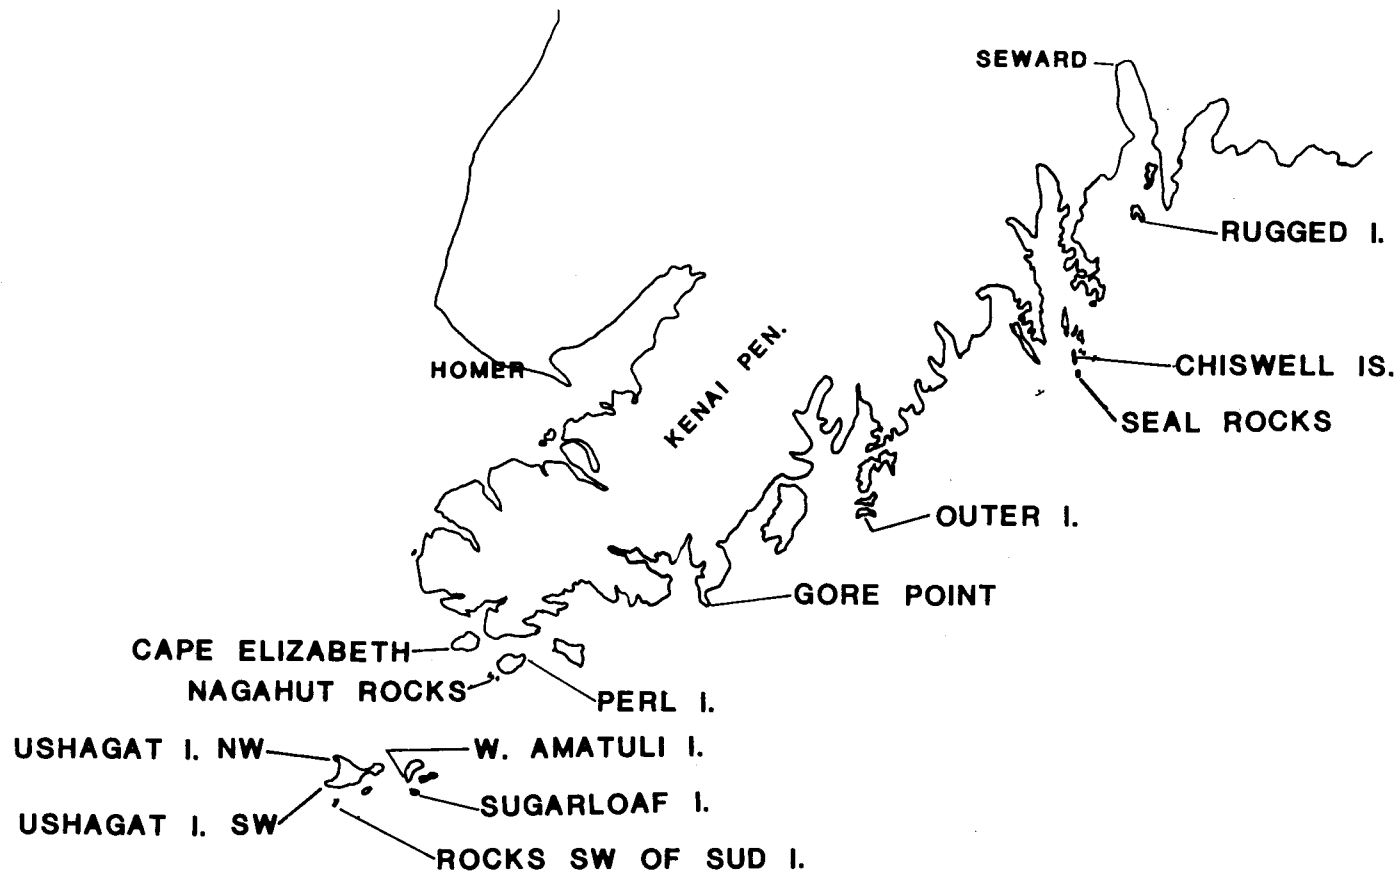 SEWARD
RUGGED I.
CHISWELL IS.
HOMER
KENAI PEN.
SEAL ROCKS
OUTER I.
GORE POINT
CAPE ELIZABETH
NAGAHUT ROCKS
PERL I.
USHAGAT I. NW
W. AMATULI I.
SUGARLOAF I.
USHAGAT I. SW
ROCKS SW OF SUD I.